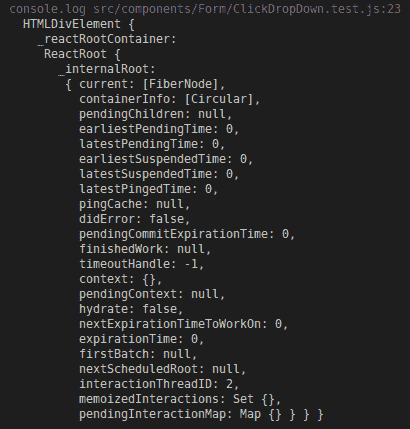 console.log src/components/Form/ClickDropDown.test.js:23
HTMLDivElement {
_reactRootContainer:
ReactRoot {
_internalRoot:
{ current: [FiberNode],
containerInfo: [Circular],
pendingChildren: null,
earliestPendingTime: 0,
latestPendingTime: 0,
earliestSuspendedTime: 0,
latestSuspendedTime: 0,
latestPingedTime: 0,
pingCache: null,
didError: false,
pendingCommitExpirationTime: 0,
finishedWork: null,
timeoutHandle: -1,
context: {},
pendingContext: null,
hydrate: false,
nextExpirationTimeToWorkOn: 0,
expirationTime: 0,
firstBatch: null,
nextScheduledRoot: null,
interactionThreadID: 2,
memoizedInteractions: Set {},
pendingInteractionMap: Map {} } } }